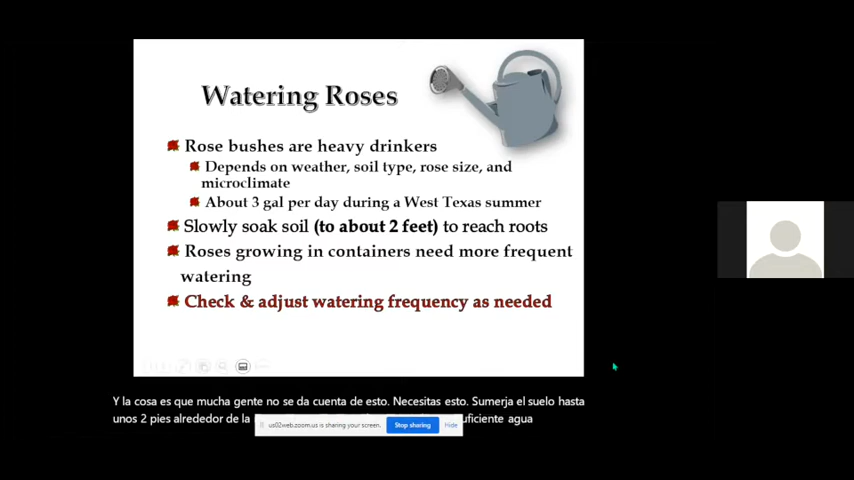 Watering Roses
Rose bushes are heavy drinkers
Depends on weather, soil type, rose size, and
microclimate
About 3 gal per day during a West Texas summer
Slowly soak soil (to about 2 feet) to reach roots
Roses growing in containers need more frequent
watering
Check & adjust watering frequency as needed
Y la cosa es que mucha gente no se da cuenta de esto. Necesitas esto. Sumerja el suelo hasta
unos 2 pies alrededor de la agua
us02web.zoom.us is sharing your screen. Stop sharing Hide